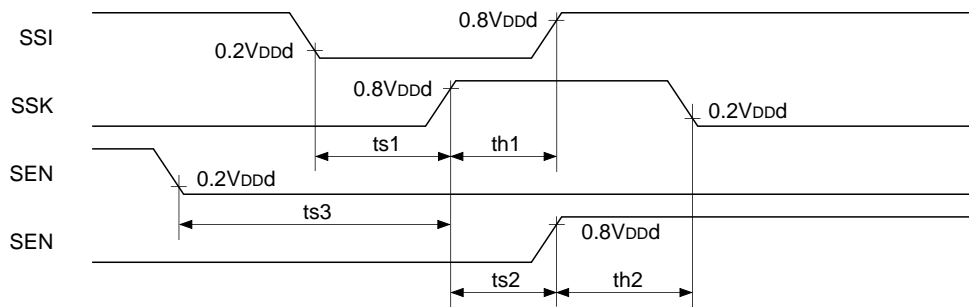 SSI
0.8VDDd
0.2VDDd
SSK
0.8VDDd
0.2VDDd
ts1
th1
SEN
0.2VDDd
ts3
SEN
0.8VDDd
ts2
th2